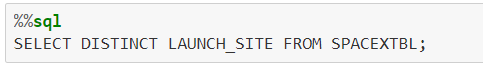 %%sql
SELECT DISTINCT LAUNCH_SITE FROM SPACEXTBL;